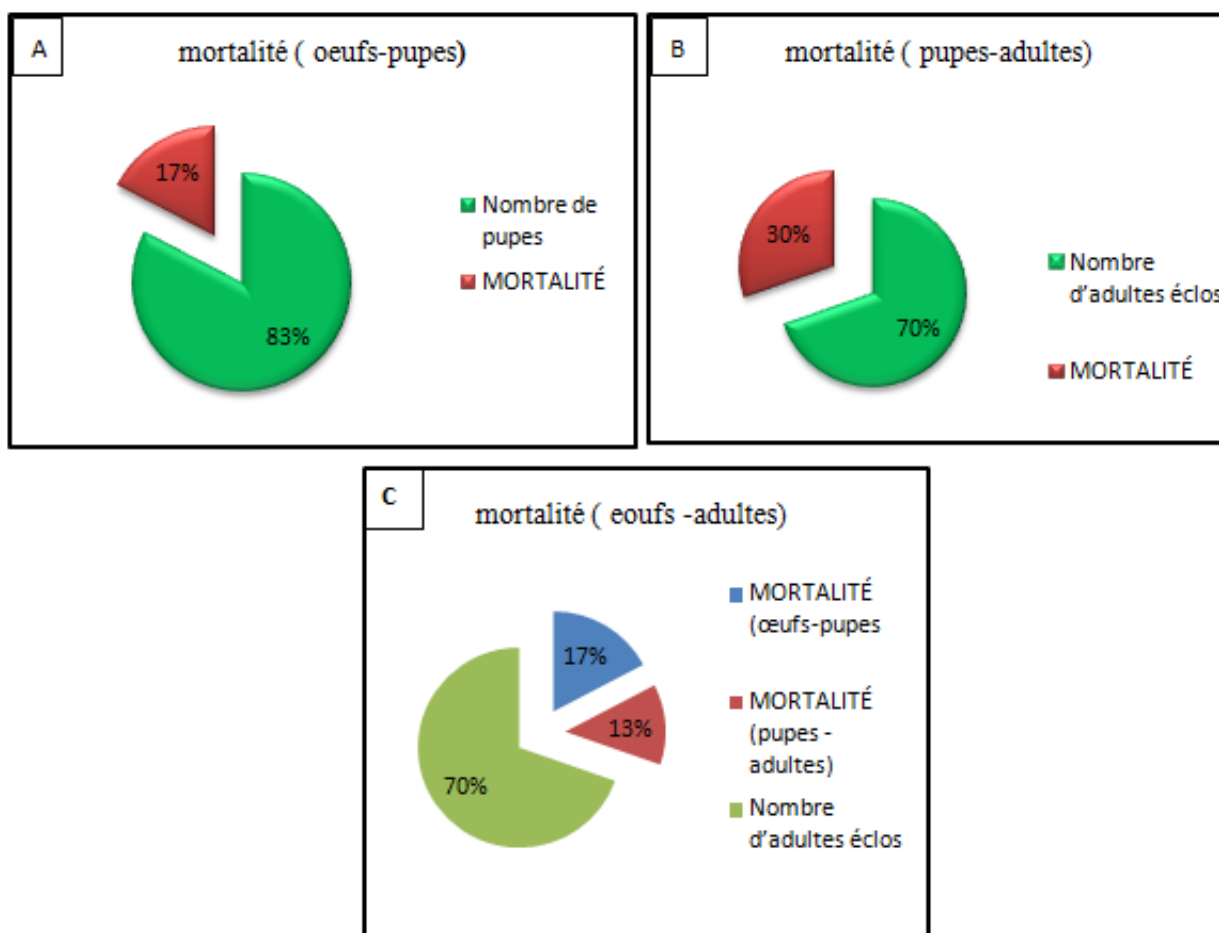 A
mortalité ( oeufs-pupes)
17%
83%
Nombre de
pupes
MORTALITÉ
B
mortalité ( pupes-adultes)
30%
70%
Nombre
d’adultes éclos
MORTALITÉ
C
mortalité ( eoufs -adultes)
17%
13%
70%
MORTALITÉ
(œufs-pupes
MORTALITÉ
(pupes -
adultes)
Nombre
d’adultes éclos